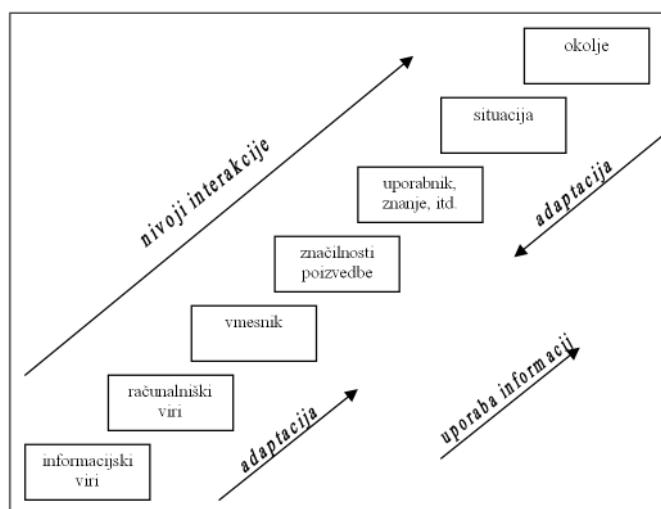 okolje
situacija
nivoji interakcije
uporabnik,
znanje, itd.
adaptacija
značilnosti
poizvedbe
vmesnik
računalniški
viri
uporaba informacij
adaptacija
informacijski
viri